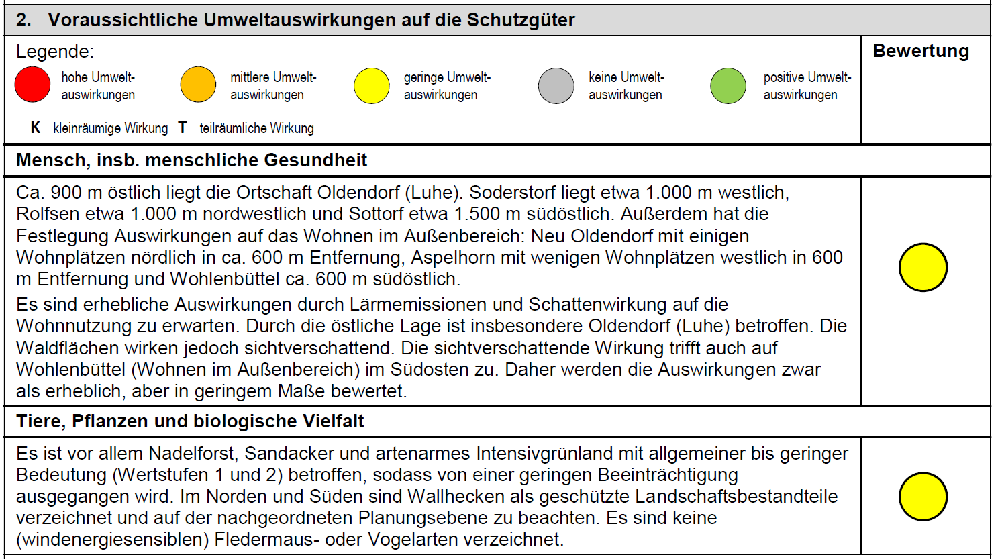 2. Voraussichtliche Umweltauswirkungen auf die Schutzgüter
Legende:
Bewertung
hohe Umwelt-
auswirkungen
mittlere Umwelt-
auswirkungen
geringe Umwelt-
auswirkungen
keine Umwelt-
auswirkungen
positive Umwelt-
auswirkungen
K kleinräumige Wirkung T teilräumliche Wirkung
Mensch, insb. menschliche Gesundheit
Ca. 900 m östlich liegt die Ortschaft Oldendorf (Luhe). Soderstorf liegt etwa 1.000 m westlich,
Rolfsen etwa 1.000 m nordwestlich und Sottorf etwa 1.500 m südöstlich. Außerdem hat die
Festlegung Auswirkungen auf das Wohnen im Außenbereich: Neu Oldendorf mit einigen
Wohnplätzen nördlich in ca. 600 m Entfernung, Aspelhorn mit wenigen Wohnplätzen westlich in 600
m Entfernung und Wohlenbüttel ca. 600 m südöstlich.
Es sind erhebliche Auswirkungen durch Lärmemissionen und Schattenwirkung auf die
Wohnnutzung zu erwarten. Durch die östliche Lage ist insbesondere Oldendorf (Luhe) betroffen. Die
Waldflächen wirken jedoch sichtverschattend. Die sichtverschattende Wirkung trifft auch auf
Wohlenbüttel (Wohnen im Außenbereich) im Südosten zu. Daher werden die Auswirkungen zwar
als erheblich, aber in geringem Maße bewertet.
Tiere, Pflanzen und biologische Vielfalt
Es ist vor allem Nadelforst, Sandacker und artenarmes Intensivgrünland mit allgemeiner bis geringer
Bedeutung (Wertstufen 1 und 2) betroffen, sodass von einer geringen Beeinträchtigung
ausgegangen wird. Im Norden und Süden sind Wallhecken als geschützte Landschaftsbestandteile
verzeichnet und auf der nachgeordneten Planungsebene zu beachten. Es sind keine
(windenergiesensiblen) Fledermaus- oder Vogelarten verzeichnet.